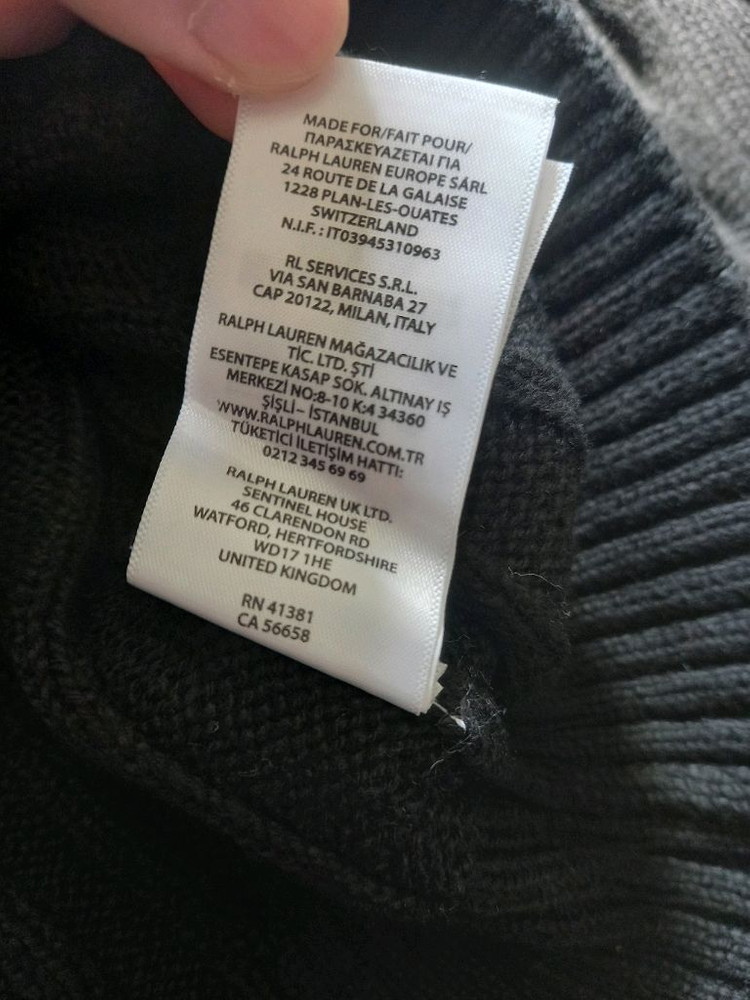 MADE FOR/FAIT POUR/
ΠΑΡΑΣΚΕΥΑΖΕΤΑΙ ΓΙΑ
RALPH LAUREN EUROPE SÀRL
24 ROUTE DE LA GALAISE
1228 PLAN-LES-OUATES
SWITZERLAND
N.I.F. : IT03945310963
RL SERVICES S.R.L.
VIA SAN BARNABA 27
CAP 20122, MILAN, ITALY
RALPH LAUREN MAĞAZACILIK VE
TİC. LTD. ŞTİ
ESENTEPE KASAP SOK. ALTINAY IŞ
MERKEZİ NO:8-10 K:4 34360
ŞİŞLİ– İSTANBUL
WWW.RALPHLAUREN.COM.TR
TÜKETİCİ İLETİŞİM HATTI:
0212 345 69 69
RALPH LAUREN UK LTD.
SENTINEL HOUSE
46 CLARENDON RD
WATFORD, HERTFORDSHIRE
WD17 1HE
UNITED KINGDOM
RN 41381
CA 56658